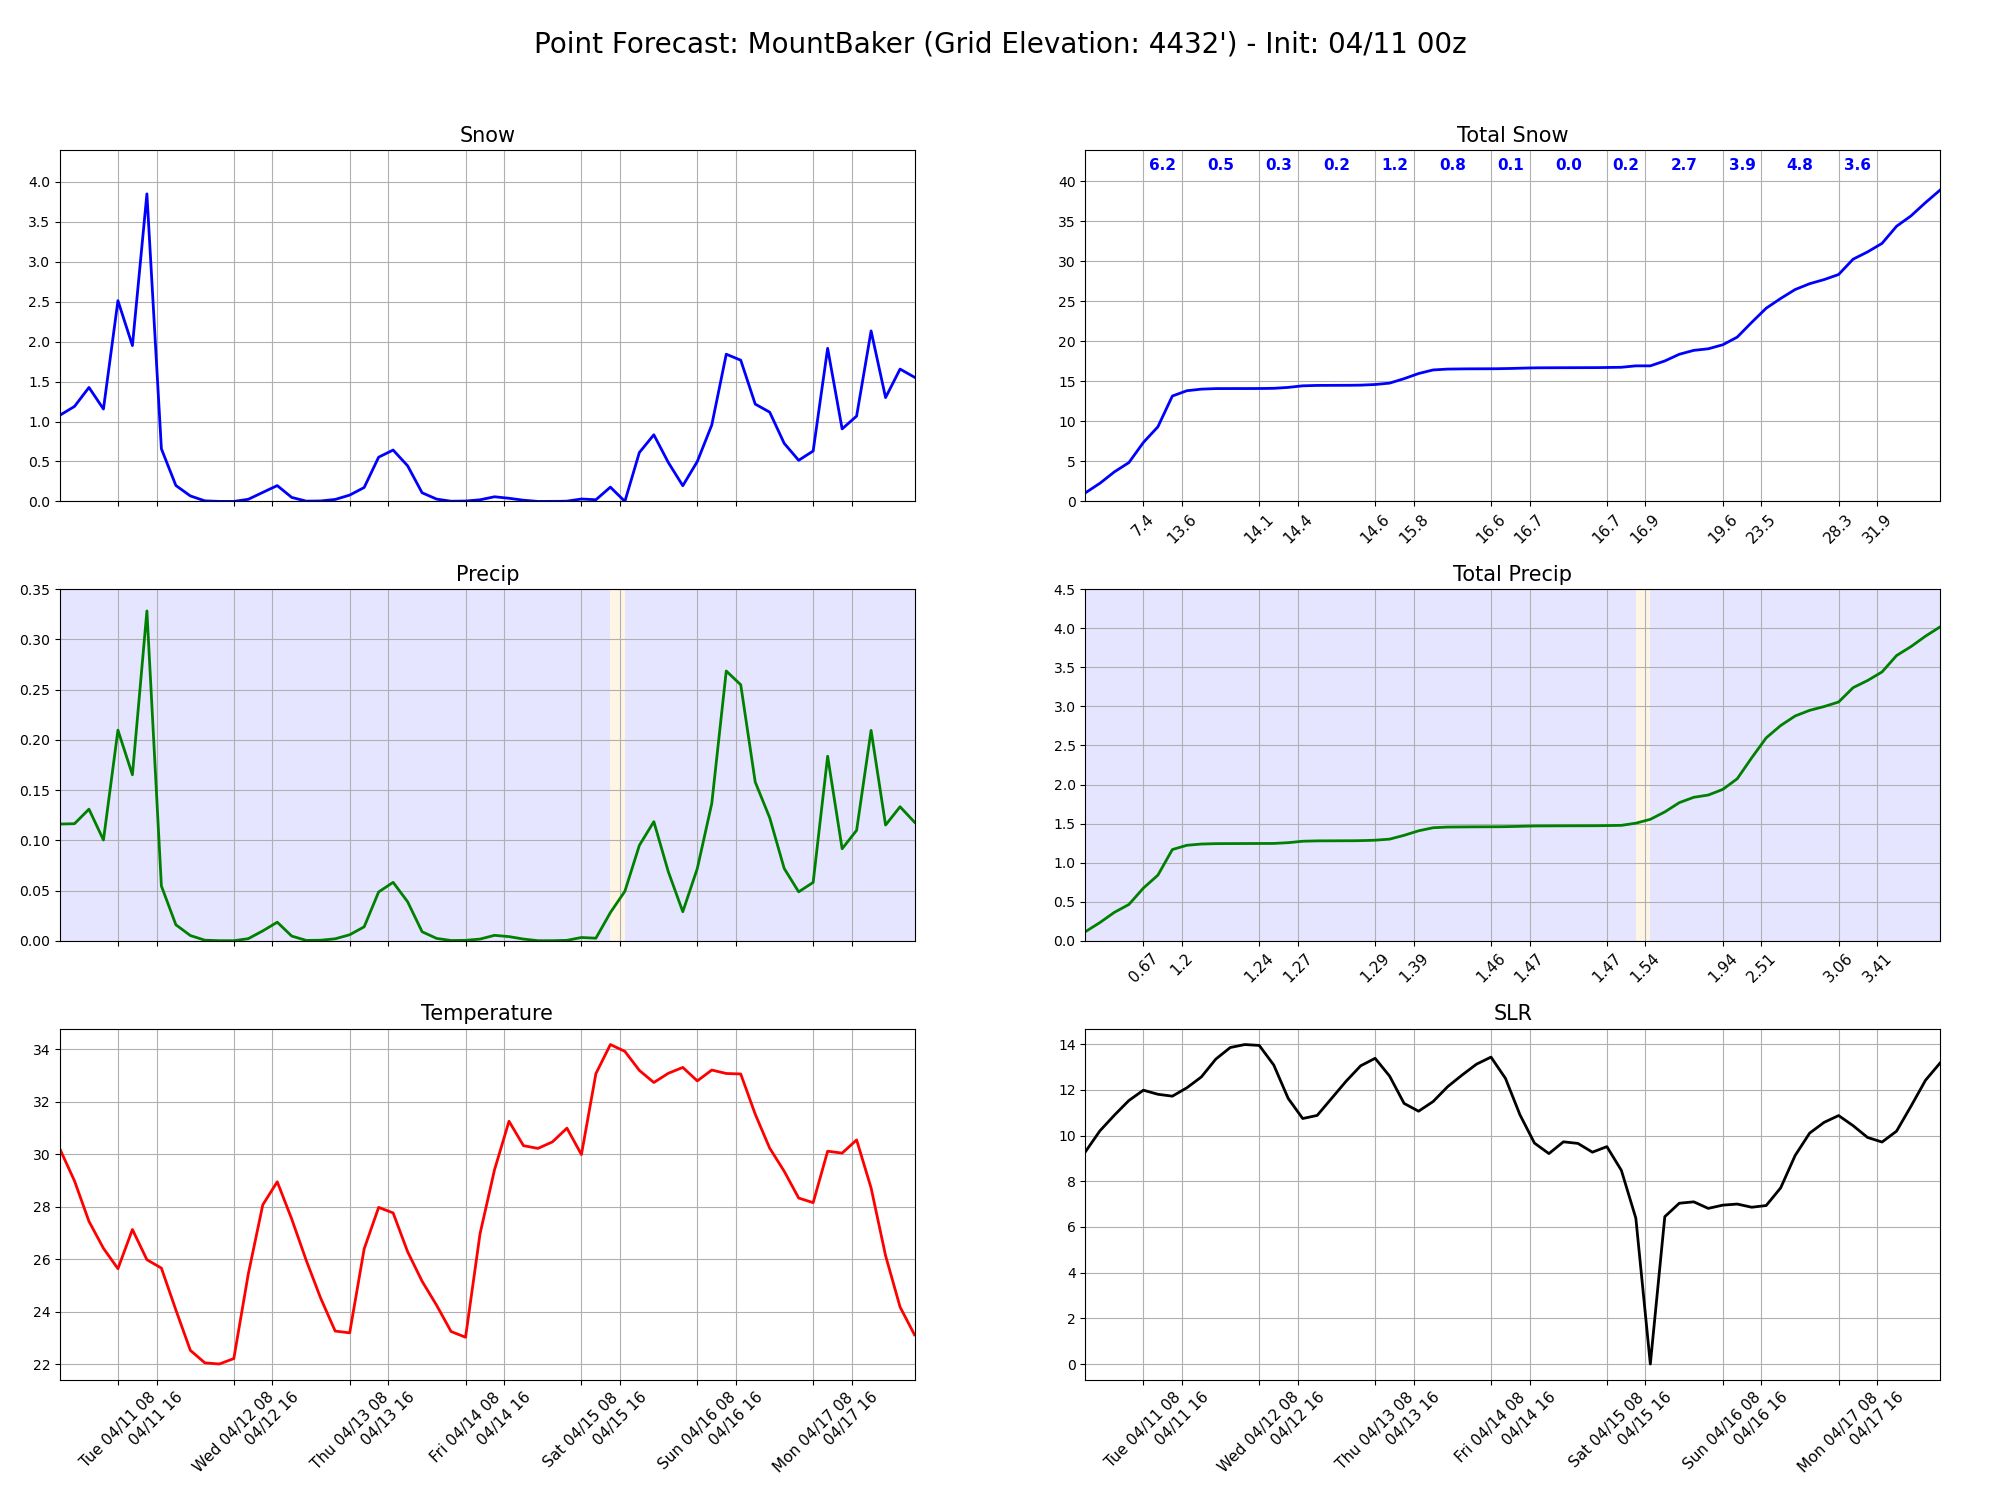 Point Forecast: MountBaker (Grid Elevation: 4432') - Init: 04/11 00z
Snow
4.0
3.5
3.0
2.5
2.0
1.5
1.0
0.5
0.0
Total Snow
6.2 0.5 0.3 0.2 1.2 0.8 0.1 0.0 0.2 2.7 3.9 4.8 3.6
40
35
30
25
20
15
10
5
0
7.4 13.6 14.1 14.4 14.6 15.8 16.6 16.7 16.7 16.9 19.6 23.5 28.3 31.9
Precip
0.35
0.30
0.25
0.20
0.15
0.10
0.05
0.00
Total Precip
4.5
4.0
3.5
3.0
2.5
2.0
1.5
1.0
0.5
0.0
0.67 1.2 1.24 1.27 1.29 1.39 1.46 1.47 1.47 1.54 1.94 2.51 3.06 3.41
Temperature
34
32
30
28
26
24
22
Tue 04/11 08
04/11 16
Wed 04/12 08
04/12 16
Thu 04/13 08
04/13 16
Fri 04/14 08
04/14 16
Sat 04/15 08
04/15 16
Sun 04/16 08
04/16 16
Mon 04/17 08
04/17 16
SLR
14
12
10
8
6
4
2
0
Tue 04/11 08
04/11 16
Wed 04/12 08
04/12 16
Thu 04/13 08
04/13 16
Fri 04/14 08
04/14 16
Sat 04/15 08
04/15 16
Sun 04/16 08
04/16 16
Mon 04/17 08
04/17 16